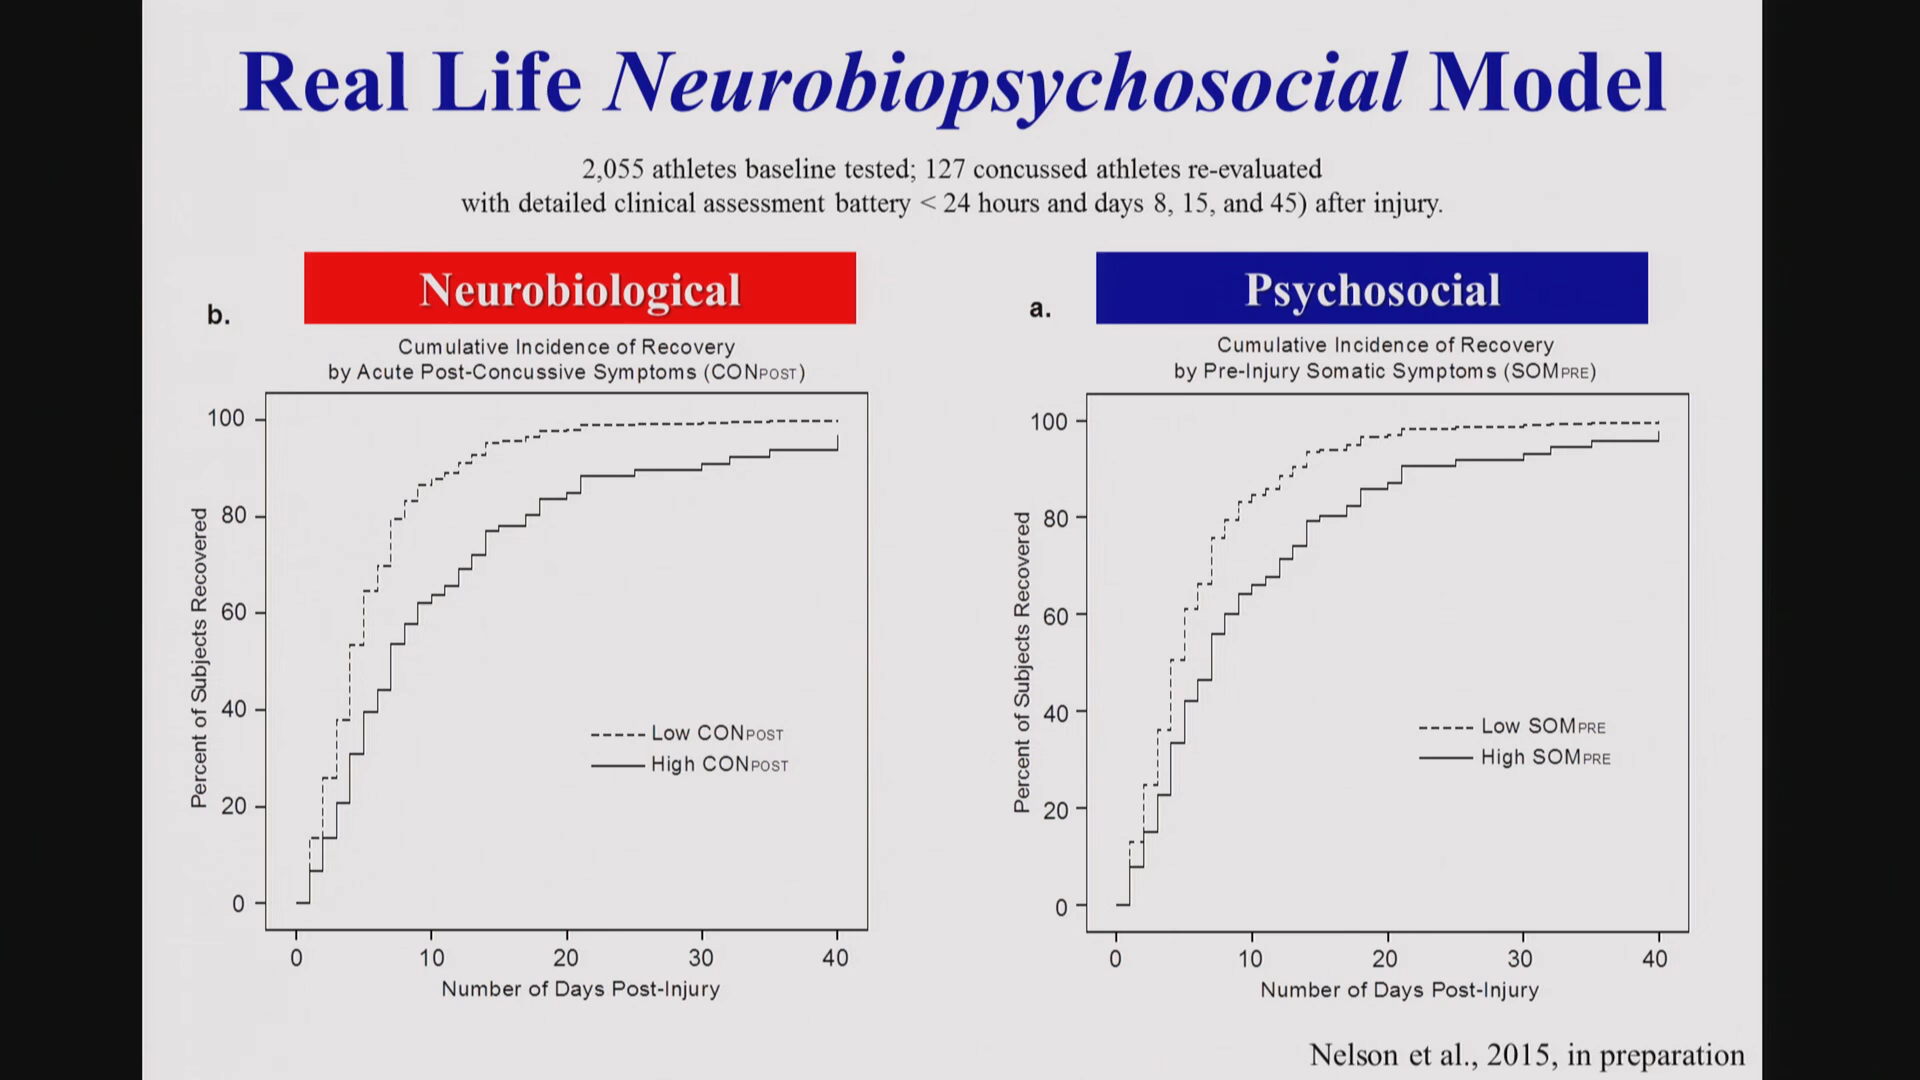 Real Life Neurobiopsychosocial Model
2,055 athletes baseline tested; 127 concussed athletes re-evaluated
with detailed clinical assessment battery < 24 hours and days 8, 15, and 45) after injury.
Neurobiological
b.
Cumulative Incidence of Recovery
by Acute Post-Concussive Symptoms (CONPOST)
Percent of Subjects Recovered
100
80
60
40
20
0
Low CONPOST
High CONPOST
0 10 20 30 40
Number of Days Post-Injury
Psychosocial
a.
Cumulative Incidence of Recovery
by Pre-Injury Somatic Symptoms (SOMPRE)
Percent of Subjects Recovered
100
80
60
40
20
0
Low SOMPRE
High SOMPRE
0 10 20 30 40
Number of Days Post-Injury
Nelson et al., 2015, in preparation